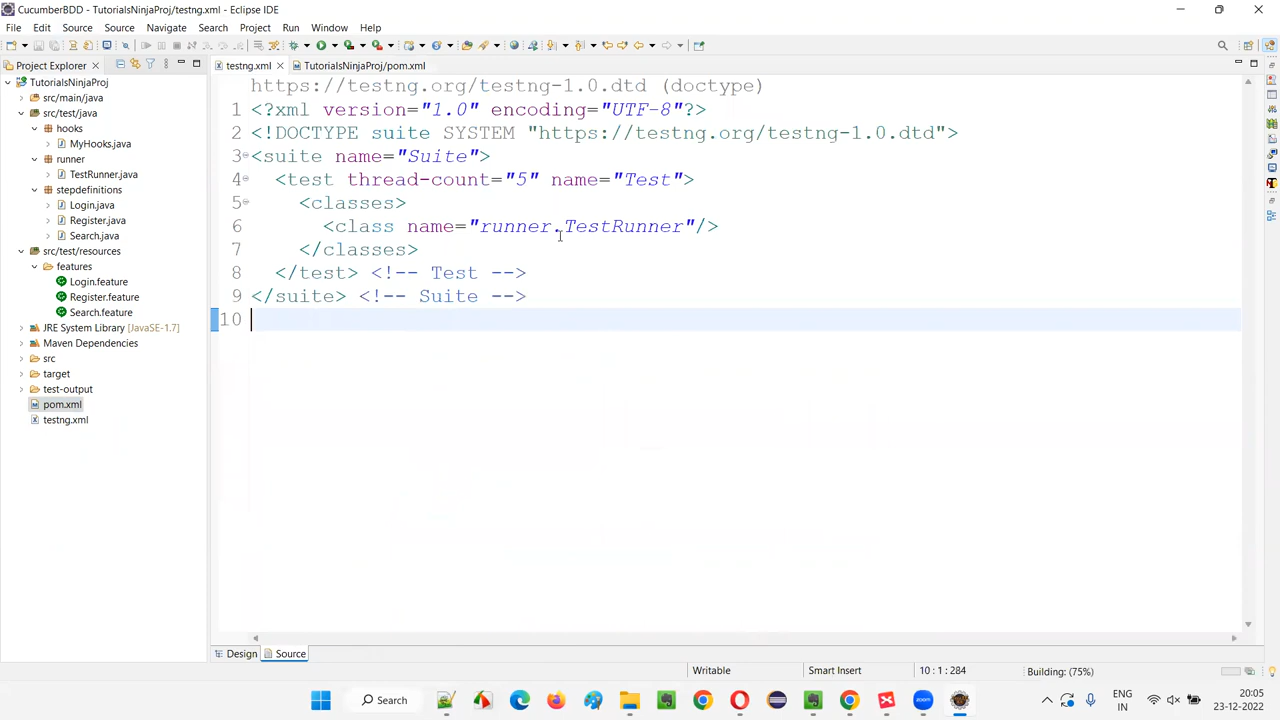 CucumberBDD - TutorialsNinjaProj/testng.xml - Eclipse IDE
File Edit Source Navigate Search Project Run Window Help
Project Explorer
testng.xml
TutorialsNinjaProj/pom.xml
TutorialsNinjaProj
src/main/java
src/test/java
hooks
MyHooks.java
runner
TestRunner.java
stepdefinitions
Login.java
Register.java
Search.java
src/test/resources
features
Login.feature
Register.feature
Search.feature
JRE System Library [JavaSE-1.7]
Maven Dependencies
src
target
test-output
pom.xml
testng.xml
https://testng.org/testng-1.0.dtd (doctype)
1 <?xml version="1.0" encoding="UTF-8"?>
2 <!DOCTYPE suite SYSTEM "https://testng.org/testng-1.0.dtd">
3 <suite name="Suite">
4 <test thread-count="5" name="Test">
5 <classes>
6 <class name="runner.TestRunner"/>
7 </classes>
8 </test> <!-- Test -->
9 </suite> <!-- Suite -->
10
Design Source
Writable Smart Insert 10 : 1 : 284 Building: (75%)
Search
zoom
ENG
IN
20:05
23-12-2022